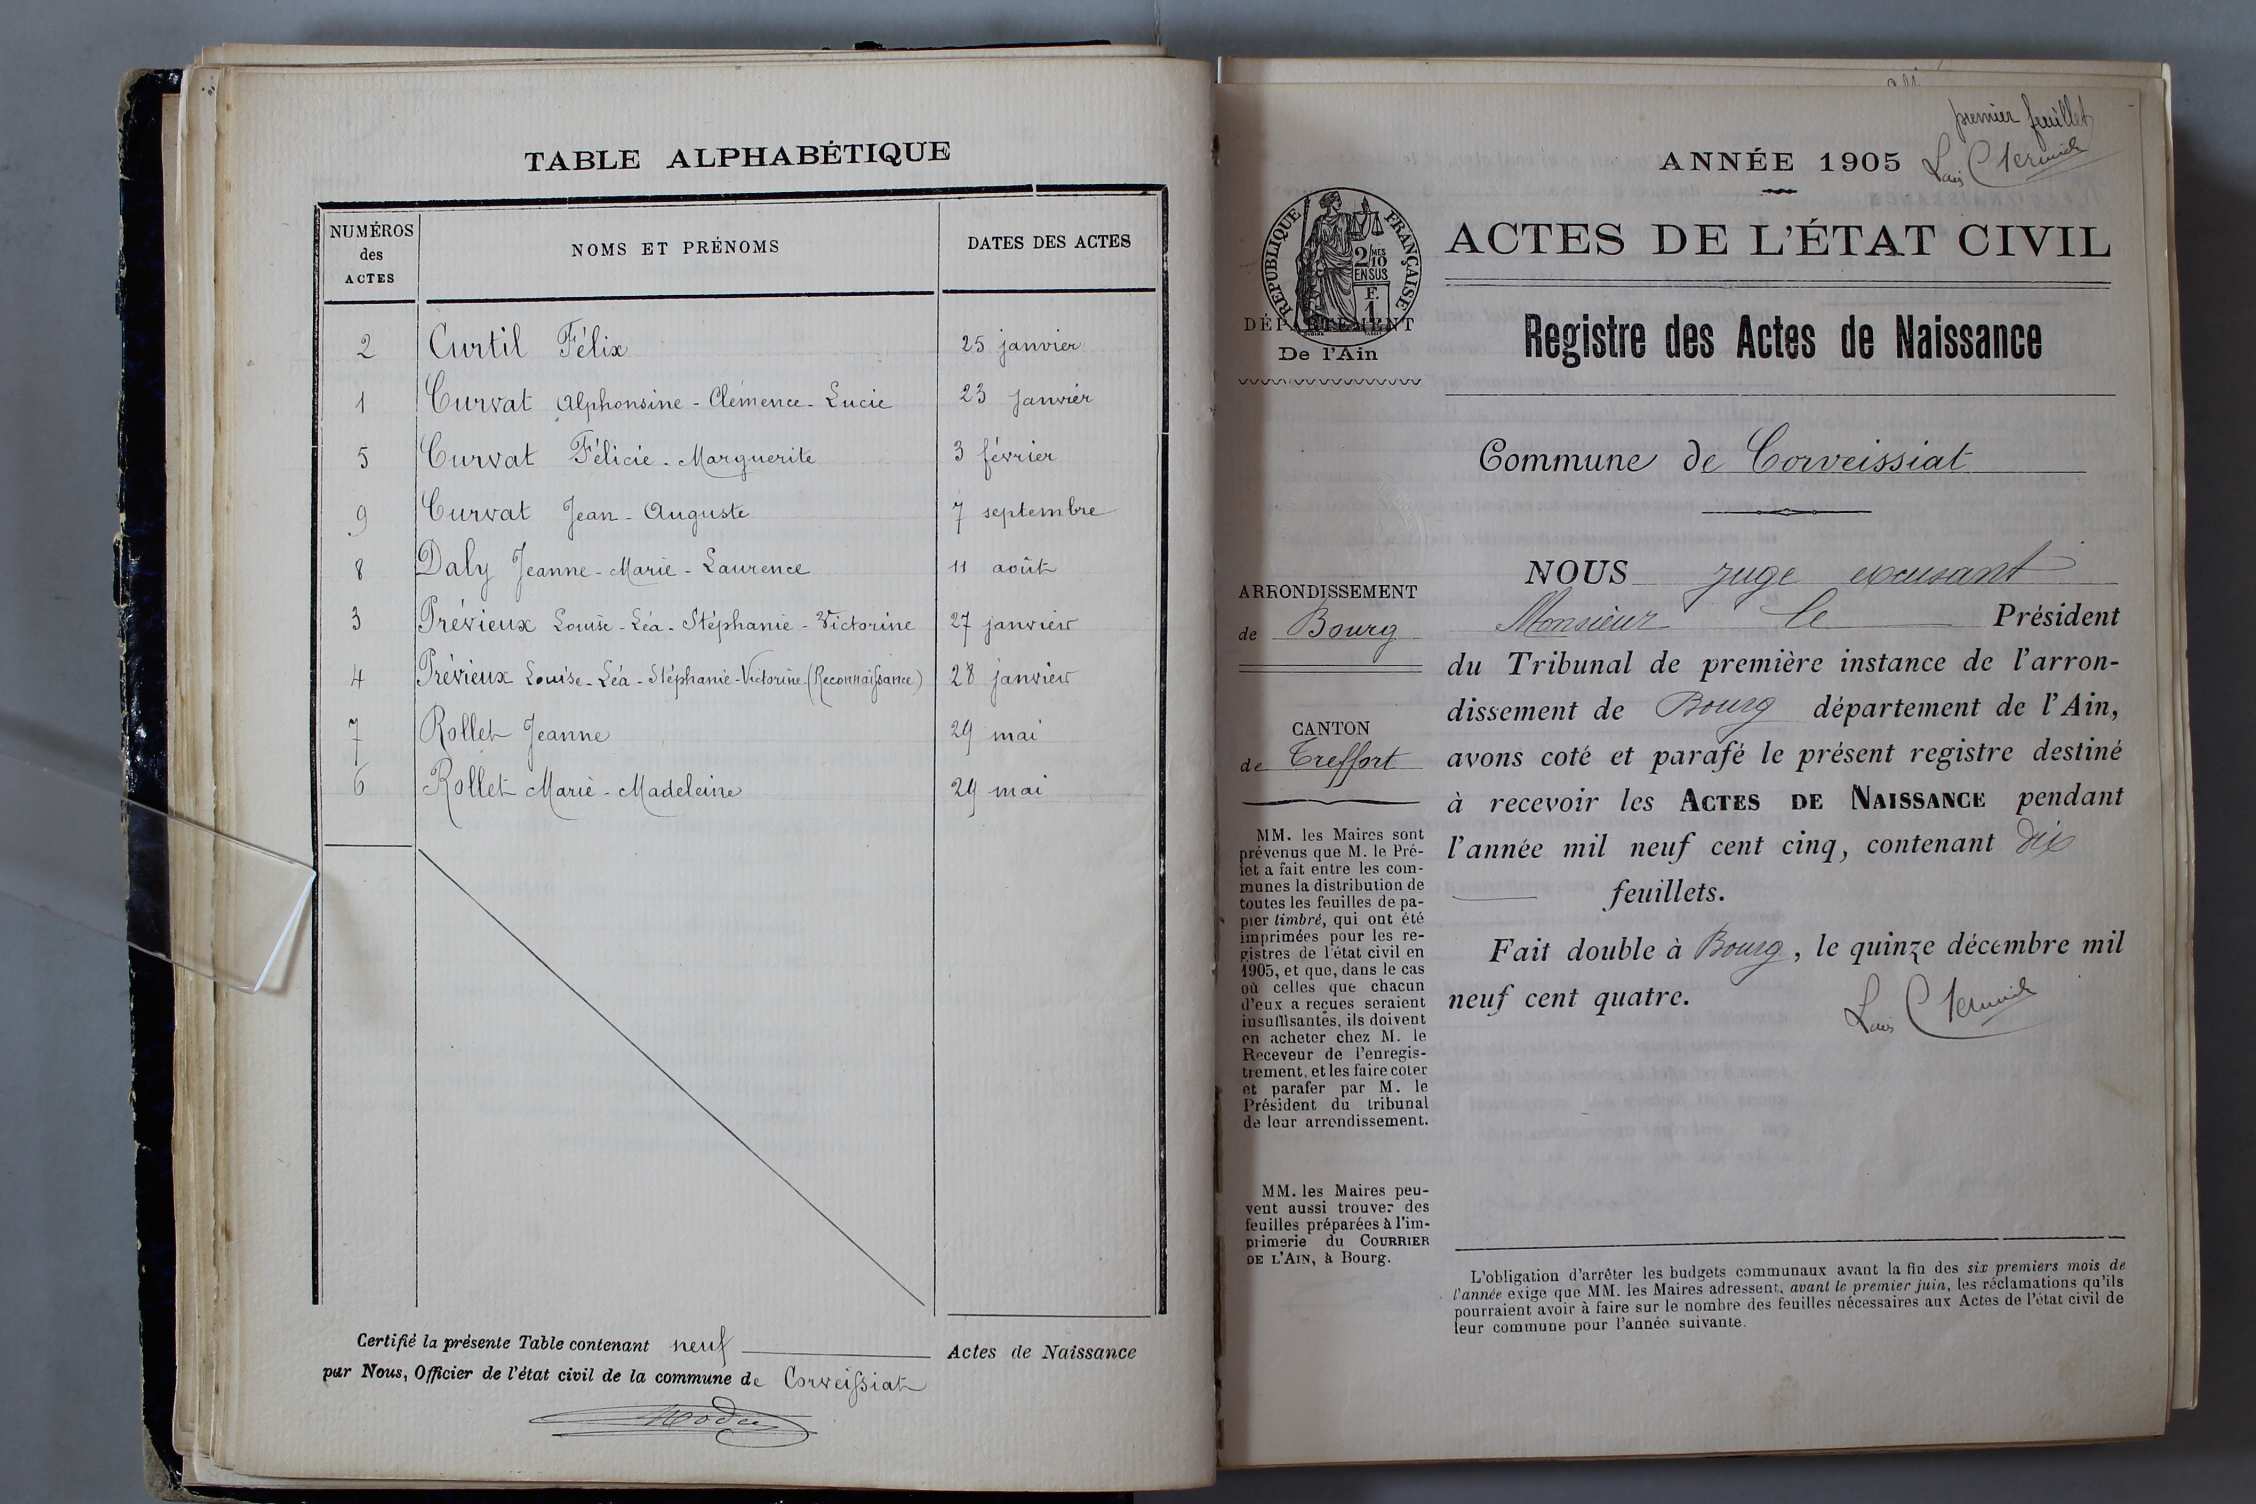 TABLE ALPHABÉTIQUE
NUMÉROS
des
ACTES
NOMS ET PRÉNOMS
DATES DES ACTES
2 Curtil Félix 25 janvier
1 Curvat Alphonsine - Clémence - Lucie 23 janvier
5 Curvat Félicie - Marguerite 3 février
9 Curvat Jean - Auguste 7 septembre
8 Daly Jeanne - Marie - Laurence 11 août
3 Prévieux Louise - Léa - Stéphanie - Victorine 27 janvier
4 Prévieux Louise - Léa - Stéphanie - Victorine (Reconnaissance) 28 janvier
7 Rollet Jeanne 29 mai
6 Rollet Marie - Madeleine 29 mai
Certifié la présente Table contenant neuf Actes de Naissance
par Nous, Officier de l'état civil de la commune de Corveissiat
premier feuillet
ANNÉE 1905
RÉPUBLIQUE FRANÇAISE
2/10 MES
EN SUS
F.
1
DÉPARTEMENT
De l'Ain
ACTES DE L'ÉTAT CIVIL
Registre des Actes de Naissance
Commune de Corveissiat
ARRONDISSEMENT
de Bourg
CANTON
de Treffort
MM. les Maires sont
prévenus que M. le Pré-
fet a fait entre les com-
munes la distribution de
toutes les feuilles de pa-
pier timbré, qui ont été
imprimées pour les re-
gistres de l'état civil en
1905, et que, dans le cas
où celles que chacun
d'eux a reçues seraient
insuffisantes, ils doivent
en acheter chez M. le
Receveur de l'enregis-
trement, et les faire coter
et parafer par M. le
Président du tribunal
de leur arrondissement.
MM. les Maires peu-
vent aussi trouver des
feuilles préparées à l'im-
primerie du COURRIER
DE L'AIN, à Bourg.
NOUS juge excusant
Monsieur le Président
du Tribunal de première instance de l'arron-
dissement de Bourg département de l'Ain,
avons coté et parafé le présent registre destiné
à recevoir les ACTES DE NAISSANCE pendant
l'année mil neuf cent cinq, contenant dix
feuillets.
Fait double à Bourg, le quinze décembre mil
neuf cent quatre.
L'obligation d'arrêter les budgets communaux avant la fin des six premiers mois de
l'année exige que MM. les Maires adressent, avant le premier juin, les réclamations qu'ils
pourraient avoir à faire sur le nombre des feuilles nécessaires aux Actes de l'état civil de
leur commune pour l'année suivante.